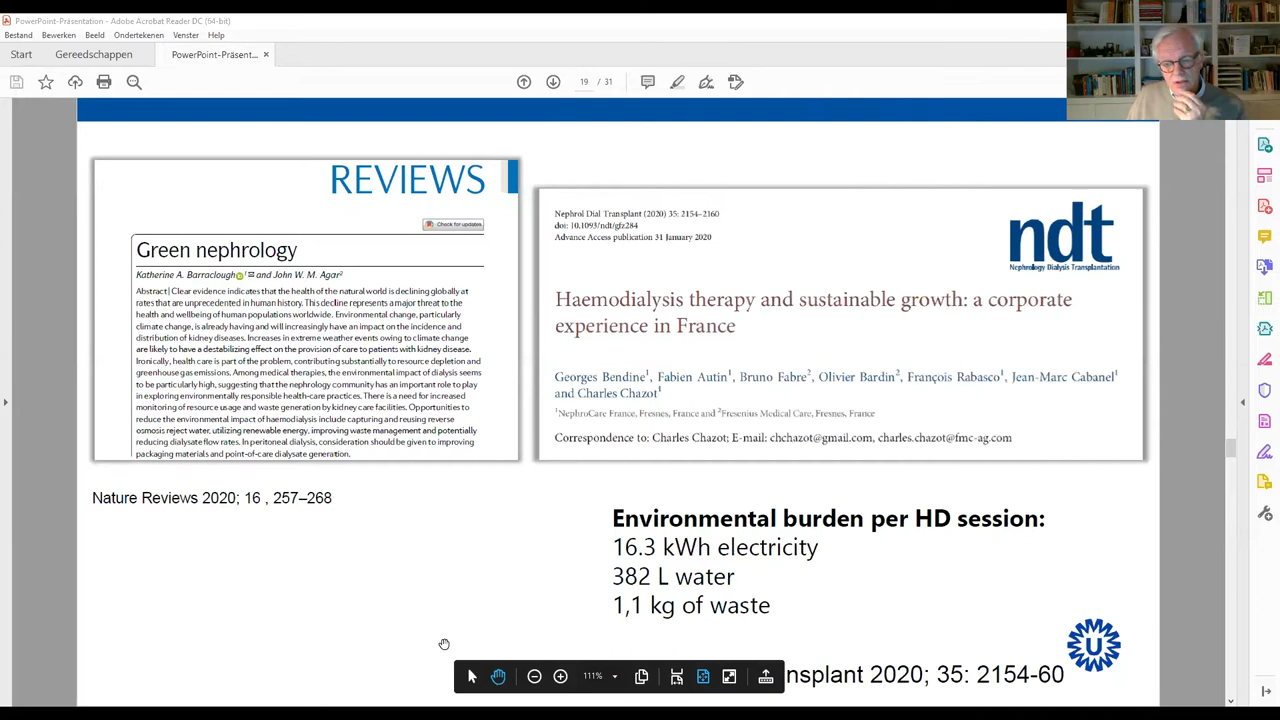 PowerPoint-Präsentation - Adobe Acrobat Reader DC (64-bit)
Bestand Bewerken Beeld Ondertekenen Venster Help
Start Gereedschappen PowerPoint-Präsent... ×
19 / 31
REVIEWS
Check for updates
Green nephrology
Katherine A. Barraclough 1 and John W. M. Agar2
Abstract | Clear evidence indicates that the health of the natural world is declining globally at
rates that are unprecedented in human history. This decline represents a major threat to the
health and wellbeing of human populations worldwide. Environmental change, particularly
climate change, is already having and will increasingly have an impact on the incidence and
distribution of kidney diseases. Increases in extreme weather events owing to climate change
are likely to have a destabilizing effect on the provision of care to patients with kidney disease.
Ironically, health care is part of the problem, contributing substantially to resource depletion and
greenhouse gas emissions. Among medical therapies, the environmental impact of dialysis seems
to be particularly high, suggesting that the nephrology community has an important role to play
in exploring environmentally responsible health-care practices. There is a need for increased
monitoring of resource usage and waste generation by kidney care facilities. Opportunities to
reduce the environmental impact of haemodialysis include capturing and reusing reverse
osmosis reject water, utilizing renewable energy, improving waste management and potentially
reducing dialysate flow rates. In peritoneal dialysis, consideration should be given to improving
packaging materials and point-of-care dialysate generation.
Nature Reviews 2020; 16 , 257–268
Nephrol Dial Transplant (2020) 35: 2154–2160
doi: 10.1093/ndt/gfz284
Advance Access publication 31 January 2020
ndt
Nephrology Dialysis Transplantation
Haemodialysis therapy and sustainable growth: a corporate
experience in France
Georges Bendine1, Fabien Autin1, Bruno Fabre2, Olivier Bardin2, François Rabasco1, Jean-Marc Cabanel1
and Charles Chazot1
1NephroCare France, Fresnes, France and 2Fresenius Medical Care, Fresnes, France
Correspondence to: Charles Chazot; E-mail: chchazot@gmail.com, charles.chazot@fmc-ag.com
Environmental burden per HD session:
16.3 kWh electricity
382 L water
1,1 kg of waste
U
111%
nsplant 2020; 35: 2154-60